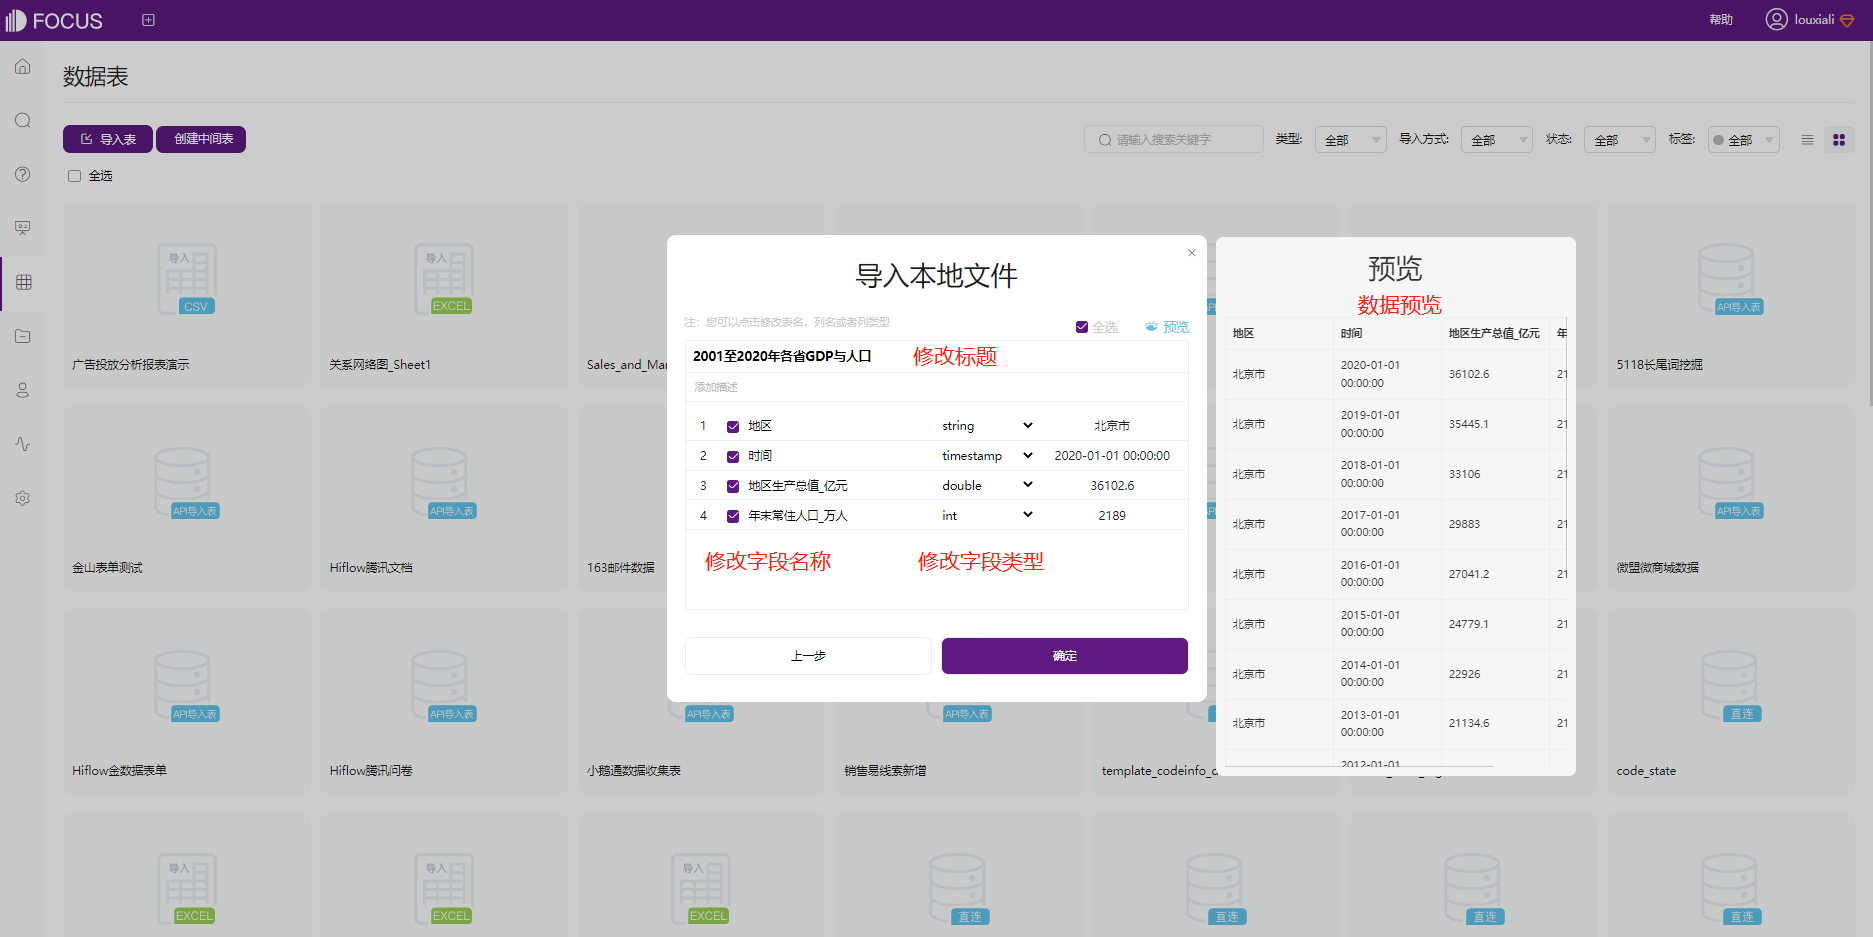 FOCUS
帮助
louxiali
数据表
导入表
创建中间表
请输入搜索关键字
类型:
全部
导入方式:
全部
状态:
全部
标签:
全部
全选
导入
CSV
广告投放分析报表演示
导入
EXCEL
关系网络图_Sheet1
Sales_and_Mar
API导入表
5118长尾词挖掘
API导入表
金山表单测试
API导入表
Hiflow腾讯文档
163邮件数据
API导入表
微盟微商城数据
API导入表
Hiflow金数据表单
API导入表
Hiflow腾讯问卷
API导入表
小鹅通数据收集表
API导入表
销售易线索新增
template_codeinfo_
直连
code_state
导入
EXCEL
导入
EXCEL
导入
EXCEL
直连
直连
直连
直连
导入本地文件
注：您可以点击修改表名，列名或者列类型
全选
预览
2001至2020年各省GDP与人口
修改标题
添加描述
1 地区 string 北京市
2 时间 timestamp 2020-01-01 00:00:00
3 地区生产总值_亿元 double 36102.6
4 年末常住人口_万人 int 2189
修改字段名称
修改字段类型
上一步
确定
预览
数据预览
地区 时间 地区生产总值_亿元 年
北京市 2020-01-01 00:00:00 36102.6 21
北京市 2019-01-01 00:00:00 35445.1 21
北京市 2018-01-01 00:00:00 33106 21
北京市 2017-01-01 00:00:00 29883 21
北京市 2016-01-01 00:00:00 27041.2 21
北京市 2015-01-01 00:00:00 24779.1 21
北京市 2014-01-01 00:00:00 22926 21
北京市 2013-01-01 00:00:00 21134.6 21
2012-01-01